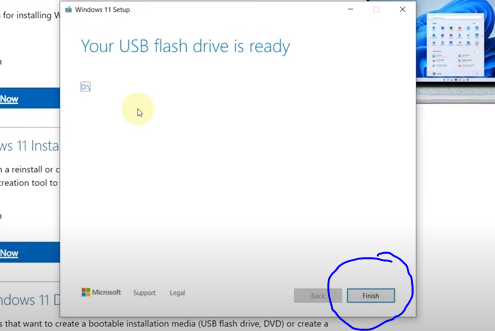 for installing W
Windows 11 Setup
Your USB flash drive is ready
D:\
Now
ws 11 Insta
n a reinstall or c
creation tool to
Now
ndows 11 D
s that want to create a bootable installation media (USB flash drive, DVD) or create a
Microsoft Support Legal
Back Finish